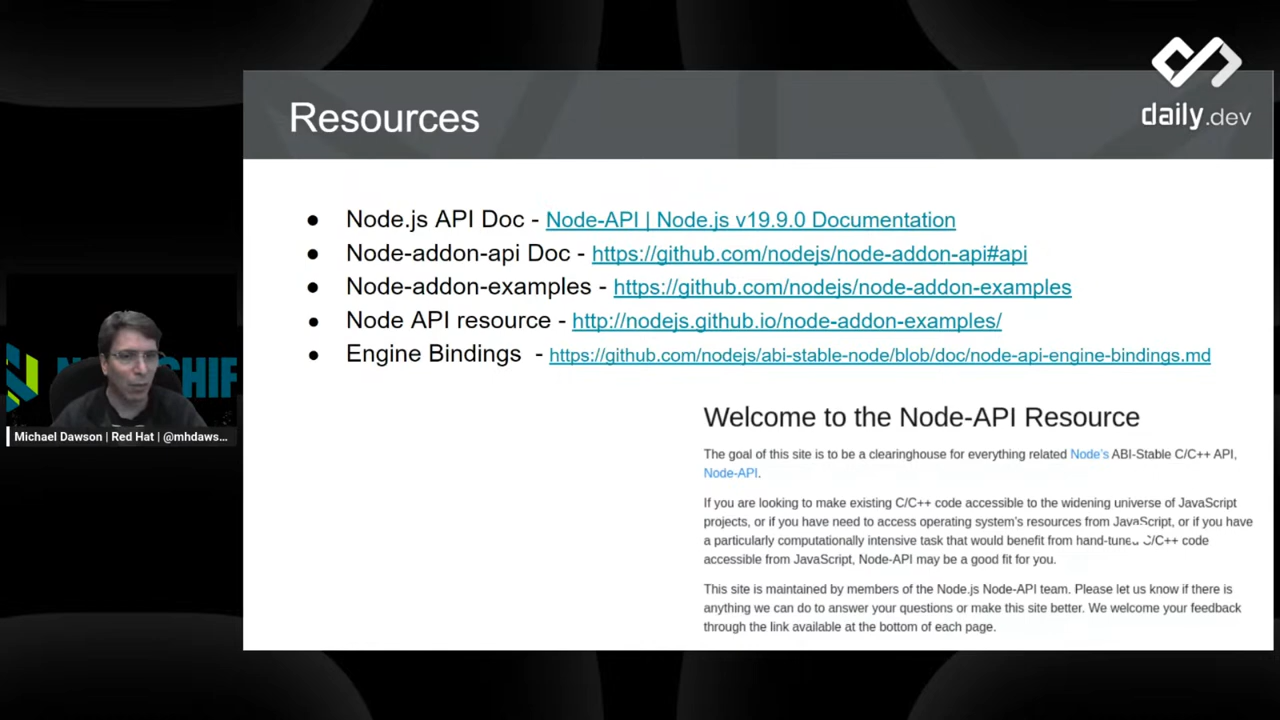 daily.dev
Resources
● Node.js API Doc - Node-API | Node.js v19.9.0 Documentation
● Node-addon-api Doc - https://github.com/nodejs/node-addon-api#api
● Node-addon-examples - https://github.com/nodejs/node-addon-examples
● Node API resource - http://nodejs.github.io/node-addon-examples/
● Engine Bindings - https://github.com/nodejs/abi-stable-node/blob/doc/node-api-engine-bindings.md
Michael Dawson | Red Hat | @mhdaws...
Welcome to the Node-API Resource
The goal of this site is to be a clearinghouse for everything related Node's ABI-Stable C/C++ API,
Node-API.
If you are looking to make existing C/C++ code accessible to the widening universe of JavaScript
projects, or if you have need to access operating system's resources from JavaScript, or if you have
a particularly computationally intensive task that would benefit from hand-tuned C/C++ code
accessible from JavaScript, Node-API may be a good fit for you.
This site is maintained by members of the Node.js Node-API team. Please let us know if there is
anything we can do to answer your questions or make this site better. We welcome your feedback
through the link available at the bottom of each page.